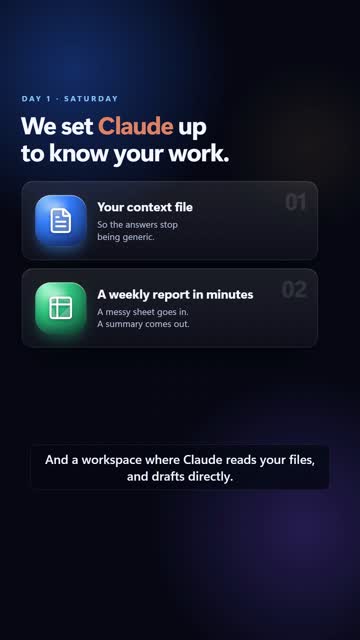 DAY 1 · SATURDAY
We set Claude up
to know your work.
01
Your context file
So the answers stop
being generic.
02
A weekly report in minutes
A messy sheet goes in.
A summary comes out.
And a workspace where Claude reads your files,
and drafts directly.